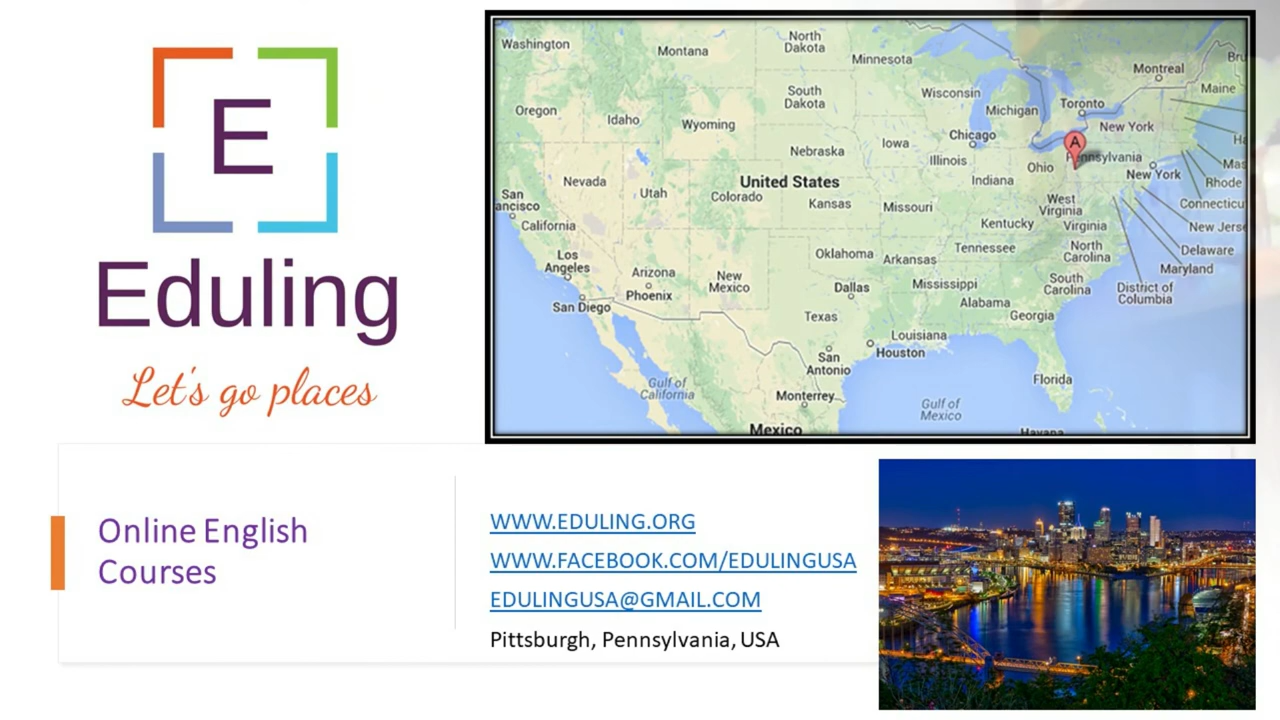 E
Eduling
Let's go places
Washington
Montana
North
Dakota
Minnesota
Montreal
Maine
Oregon
Idaho
Wyoming
South
Dakota
Wisconsin
Michigan
Toronto
New York
Chicago
A
Nebraska
Iowa
Illinois
Ohio
Pennsylvania
New York
Indiana
United States
Nevada
Utah
Colorado
Kansas
Missouri
West
Virginia
Rhode
Connecticu
San
ancisco
California
Kentucky
Virginia
New Jerse
Delaware
Maryland
Los
Angeles
Arizona
New
Mexico
Oklahoma
Arkansas
Tennessee
North
Carolina
San Diego
Phoenix
Dallas
Mississippi
South
Carolina
District of
Columbia
Texas
Alabama
Georgia
Louisiana
San
Antonio
Houston
Florida
Gulf of
California
Monterrey
Gulf of
Mexico
Mexico
Havana
Online English
Courses
WWW.EDULING.ORG
WWW.FACEBOOK.COM/EDULINGUSA
EDULINGUSA@GMAIL.COM
Pittsburgh, Pennsylvania, USA